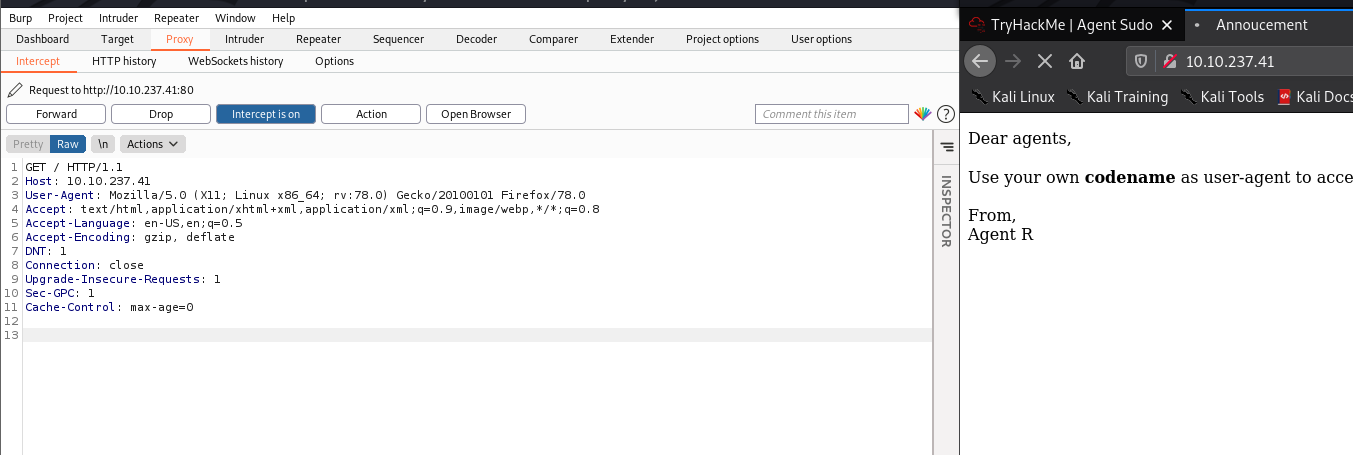 Burp Project Intruder Repeater Window Help
Dashboard Target Proxy Intruder Repeater Sequencer Decoder Comparer Extender Project options User options
Intercept HTTP history WebSockets history Options
Request to http://10.10.237.41:80
Forward Drop Intercept is on Action Open Browser Comment this item ?
Pretty Raw \n Actions
1 GET / HTTP/1.1
2 Host: 10.10.237.41
3 User-Agent: Mozilla/5.0 (X11; Linux x86_64; rv:78.0) Gecko/20100101 Firefox/78.0
4 Accept: text/html,application/xhtml+xml,application/xml;q=0.9,image/webp,*/*;q=0.8
5 Accept-Language: en-US,en;q=0.5
6 Accept-Encoding: gzip, deflate
7 DNT: 1
8 Connection: close
9 Upgrade-Insecure-Requests: 1
10 Sec-GPC: 1
11 Cache-Control: max-age=0
12
13
INSPECTOR
TryHackMe | Agent Sudo Annoucement
10.10.237.41
Kali Linux Kali Training Kali Tools Kali Docs
Dear agents,
Use your own codename as user-agent to acce
From,
Agent R